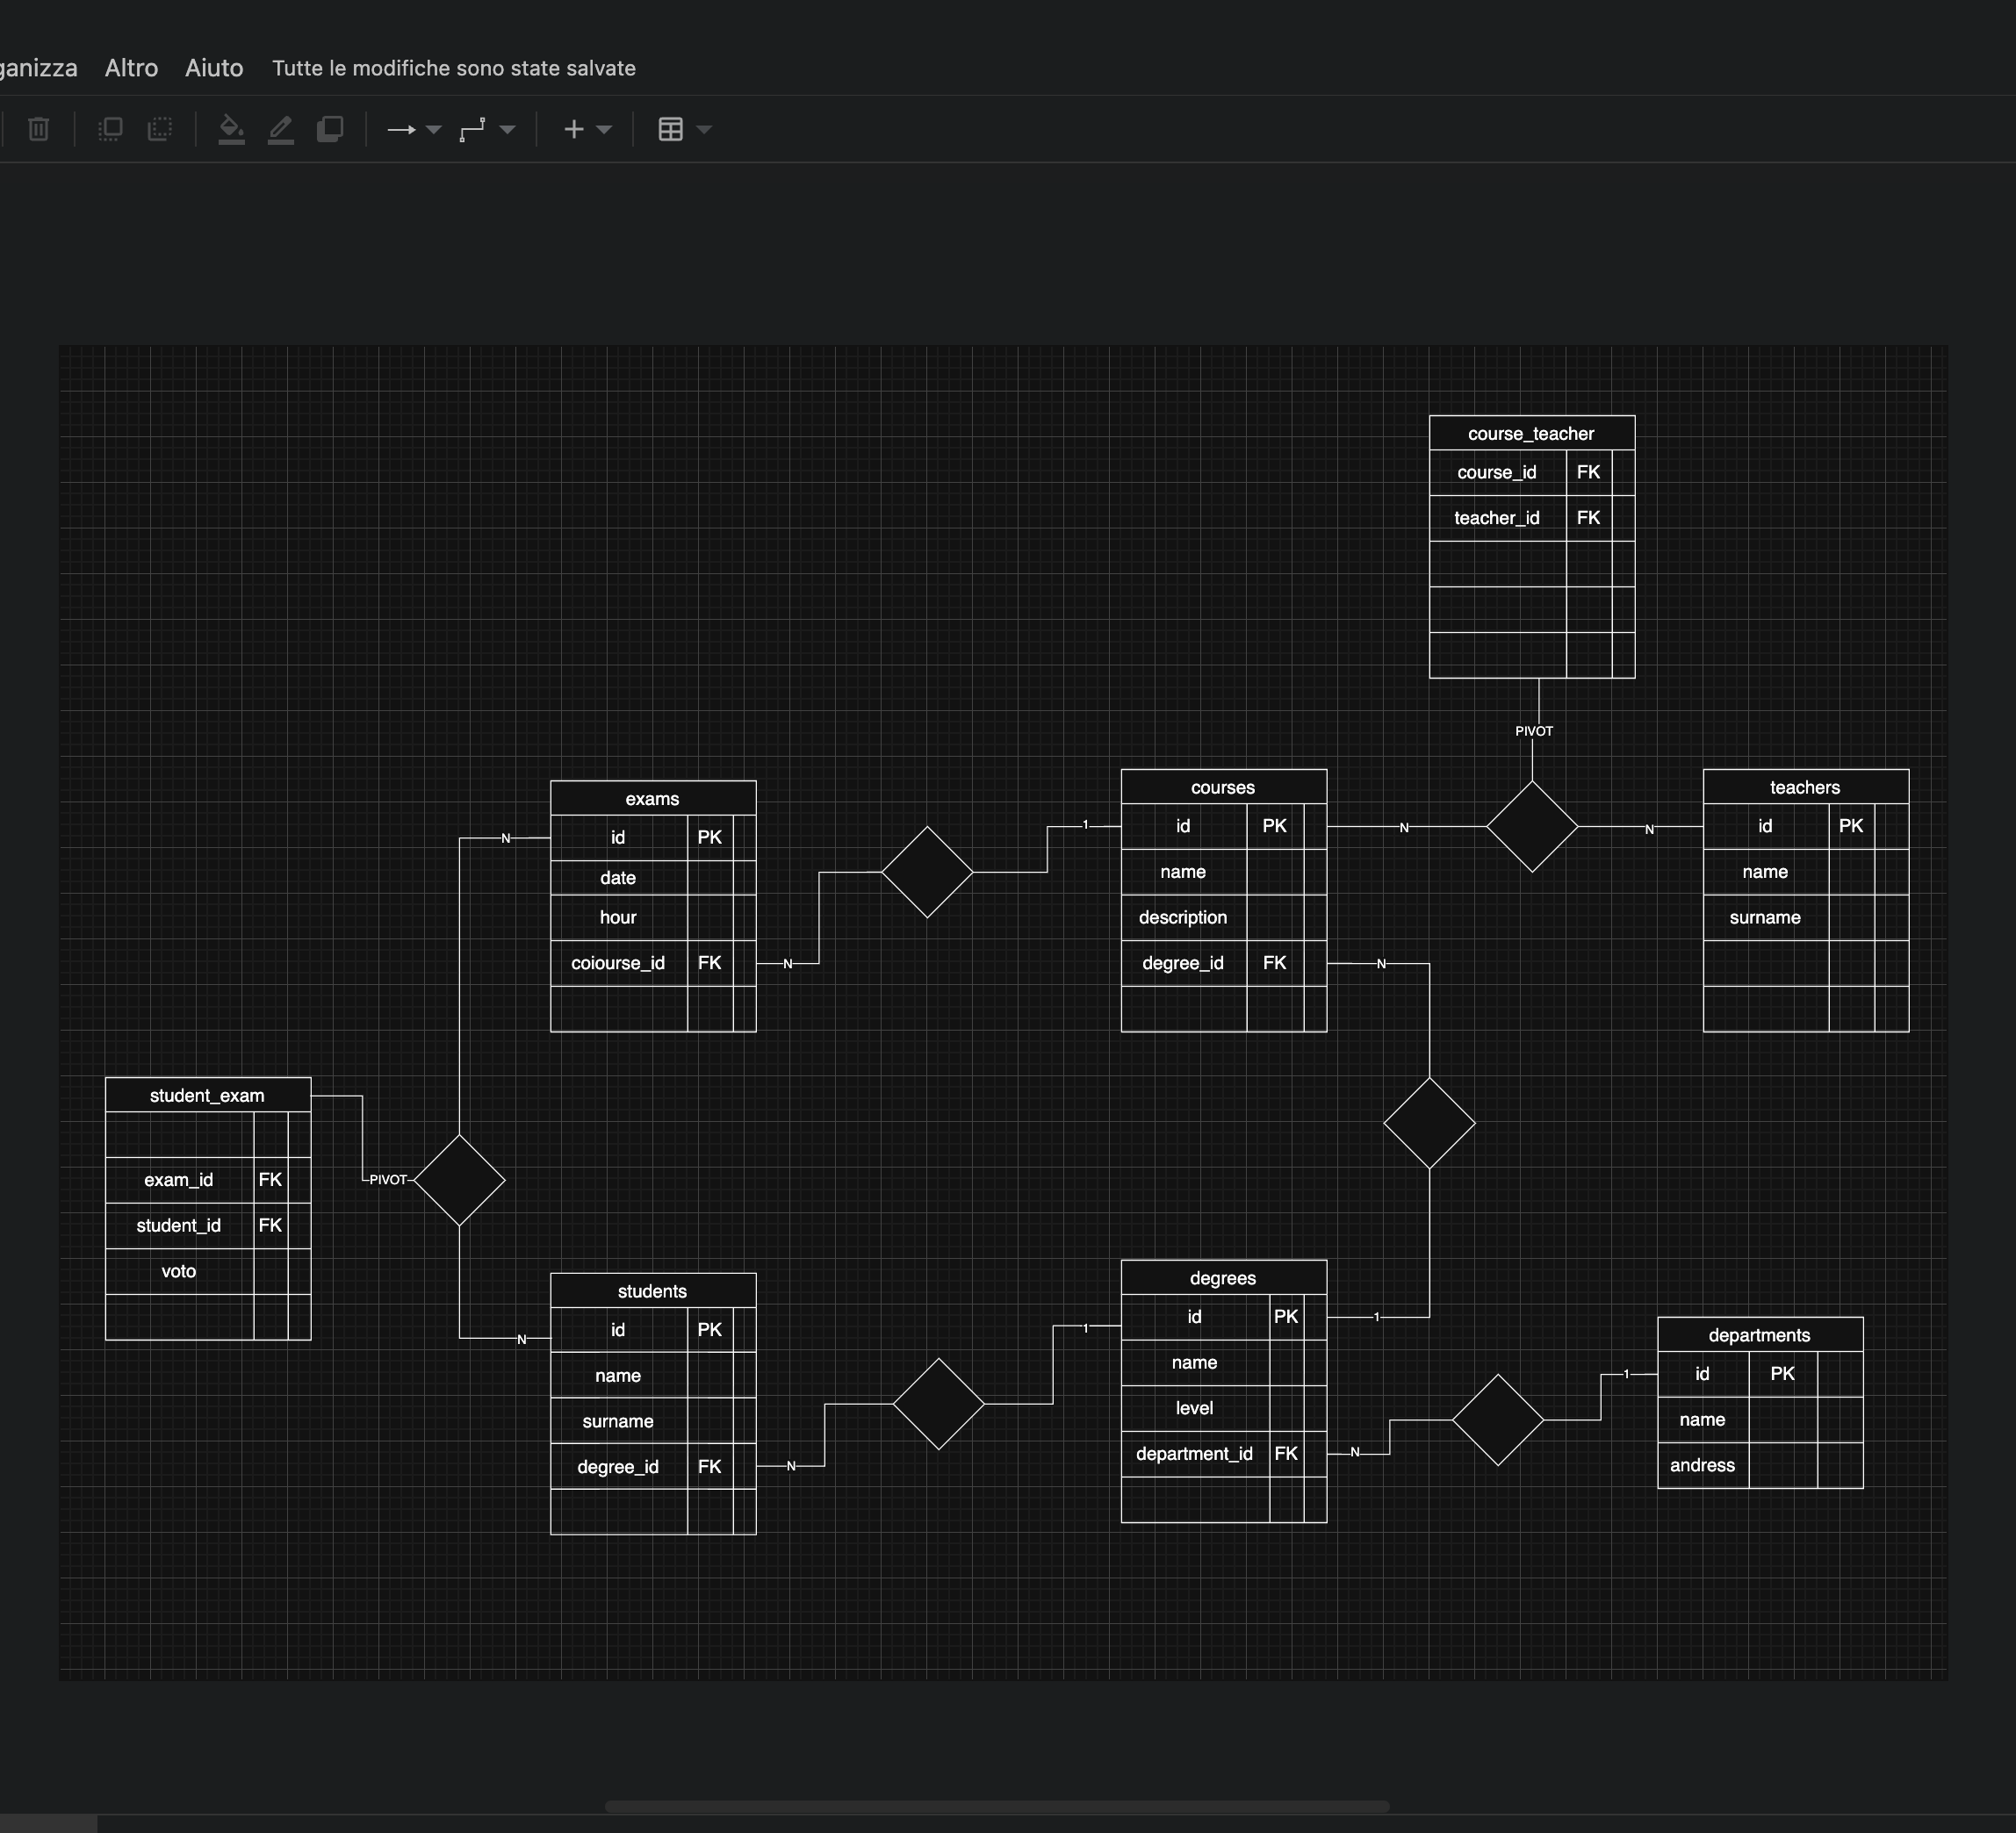 ganizza Altro Aiuto Tutte le modifiche sono state salvate
course_teacher
course_id FK
teacher_id FK
PIVOT
exams
id PK
date
hour
coiourse_id FK
N
N
1
courses
id PK
name
description
degree_id FK
N
N
N
teachers
id PK
name
surname
student_exam
exam_id FK
student_id FK
voto
PIVOT
N
students
id PK
name
surname
degree_id FK
N
1
degrees
id PK
name
level
department_id FK
1
N
1
departments
id PK
name
andress